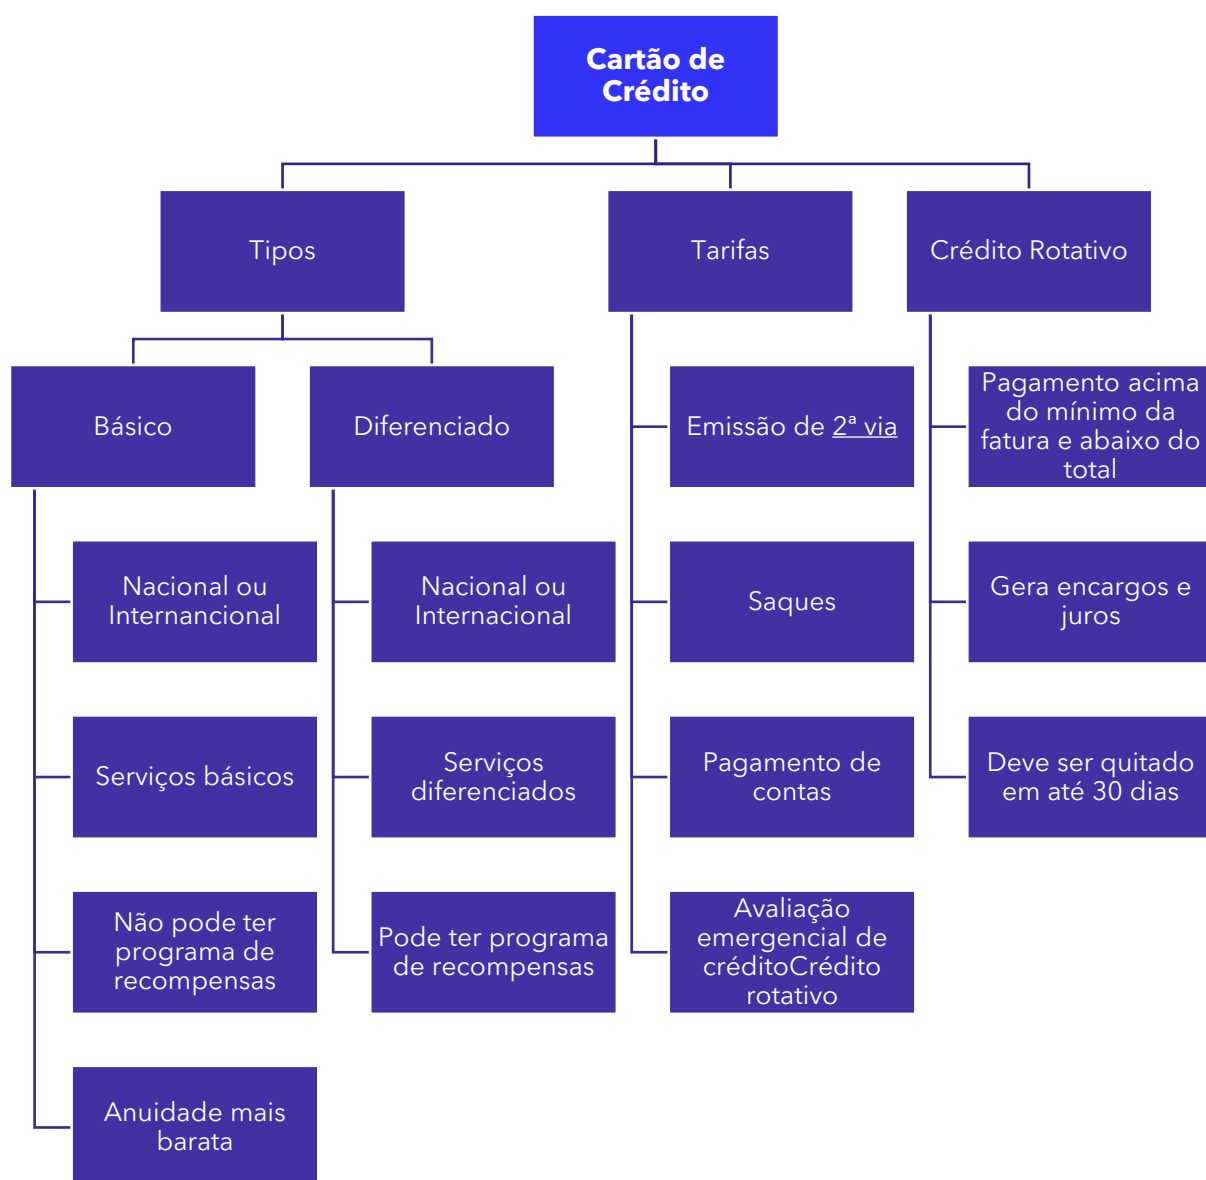 Cartão de
Crédito
Tipos
Tarifas
Crédito Rotativo
Básico
Diferenciado
Emissão de 2ª via
Pagamento acima
do mínimo da
fatura e abaixo do
total
Nacional ou
Internancional
Nacional ou
Internacional
Saques
Gera encargos e
juros
Serviços básicos
Serviços
diferenciados
Pagamento de
contas
Deve ser quitado
em até 30 dias
Não pode ter
programa de
recompensas
Pode ter programa
de recompensas
Avaliação
emergencial de
créditoCrédito
rotativo
Anuidade mais
barata